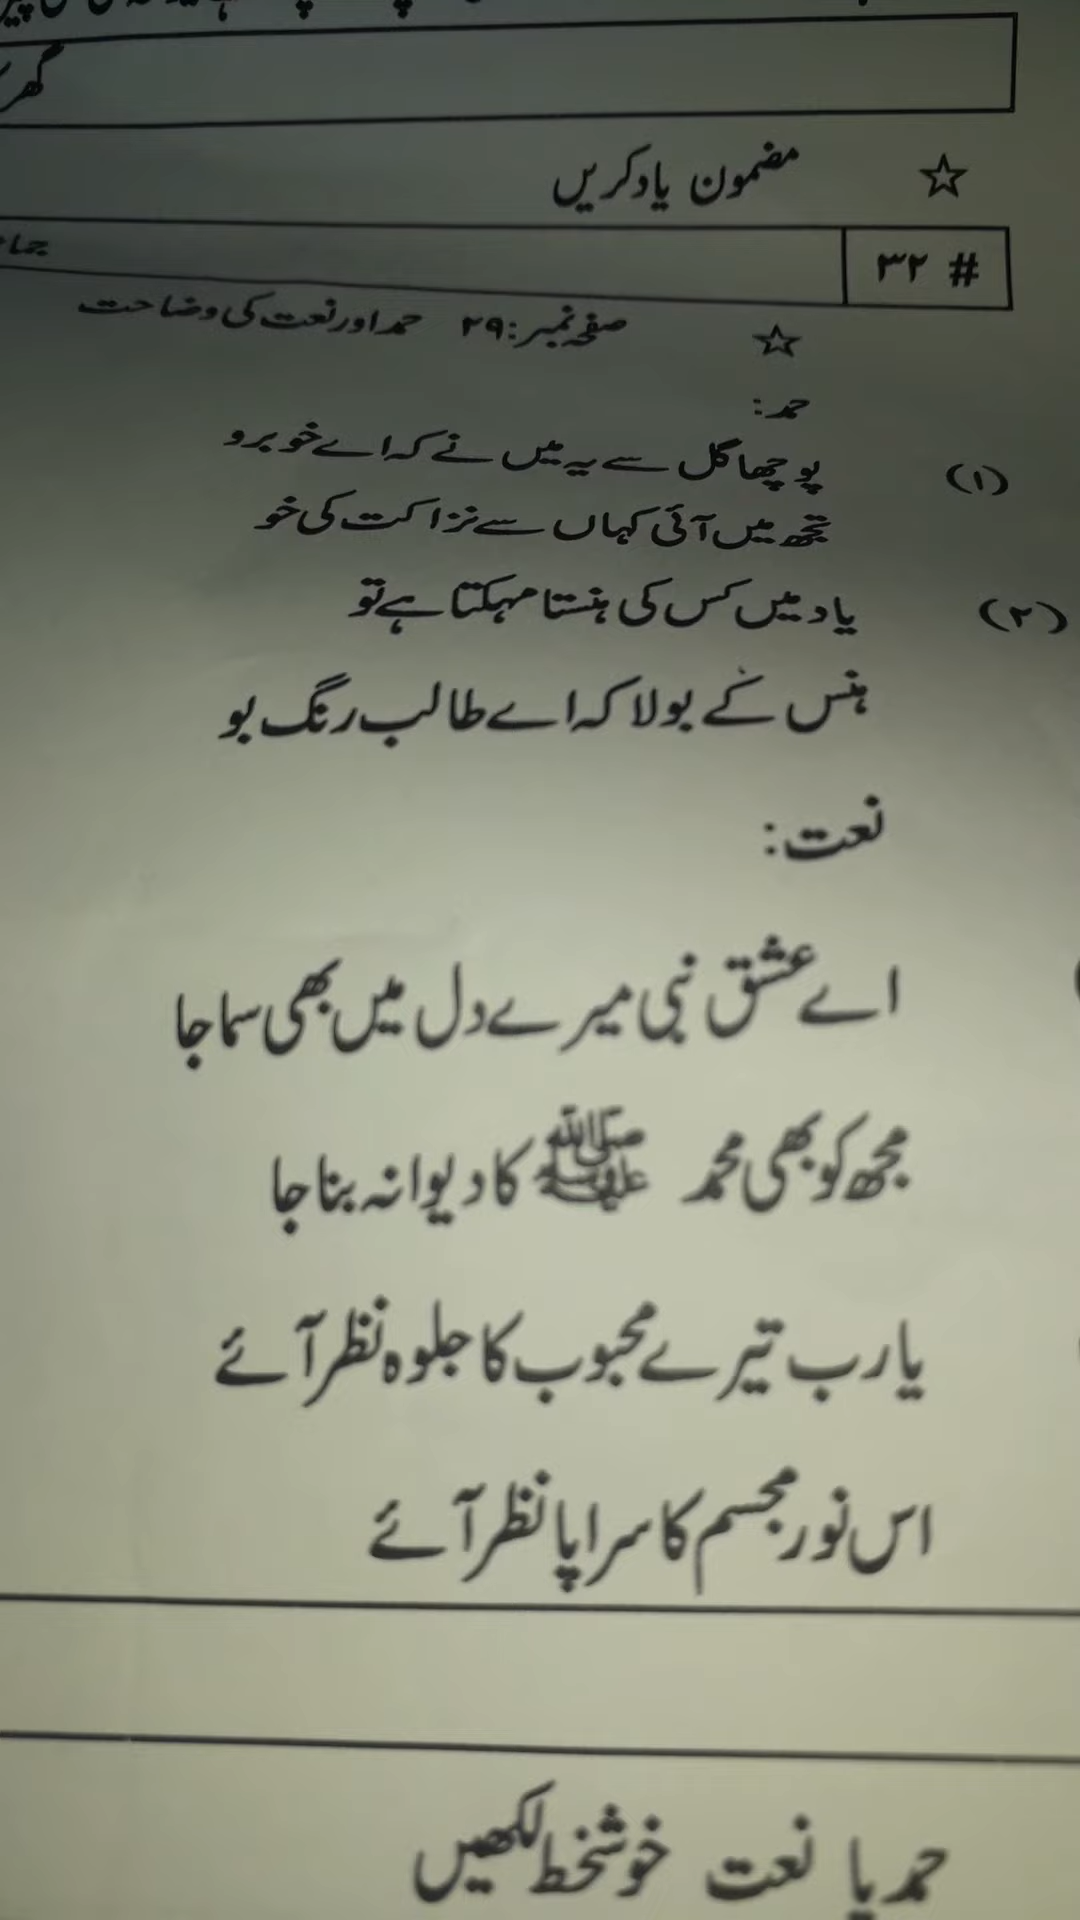 گھر
☆ مضمون یاد کریں
# ۳۲
☆ صفحہ نمبر: ۲۹ حمد اور نعت کی وضاحت
حمد:
(۱) پوچھا گل سے یہ میں نے کہ اے خوبرو
تجھ میں آئی کہاں سے نزاکت کی خو
(۲) یاد میں کس کی ہنستا مہکتا ہے تو
ہنس کے بولا کہ اے طالب رنگ بو
نعت:
اے عشق نبی میرے دل میں بھی سما جا
مجھ کو بھی محمد ﷺ کا دیوانہ بنا جا
یا رب تیرے محبوب کا جلوہ نظر آئے
اس نور مجسم کا سراپا نظر آئے
حمد یا نعت خوشخط لکھیں